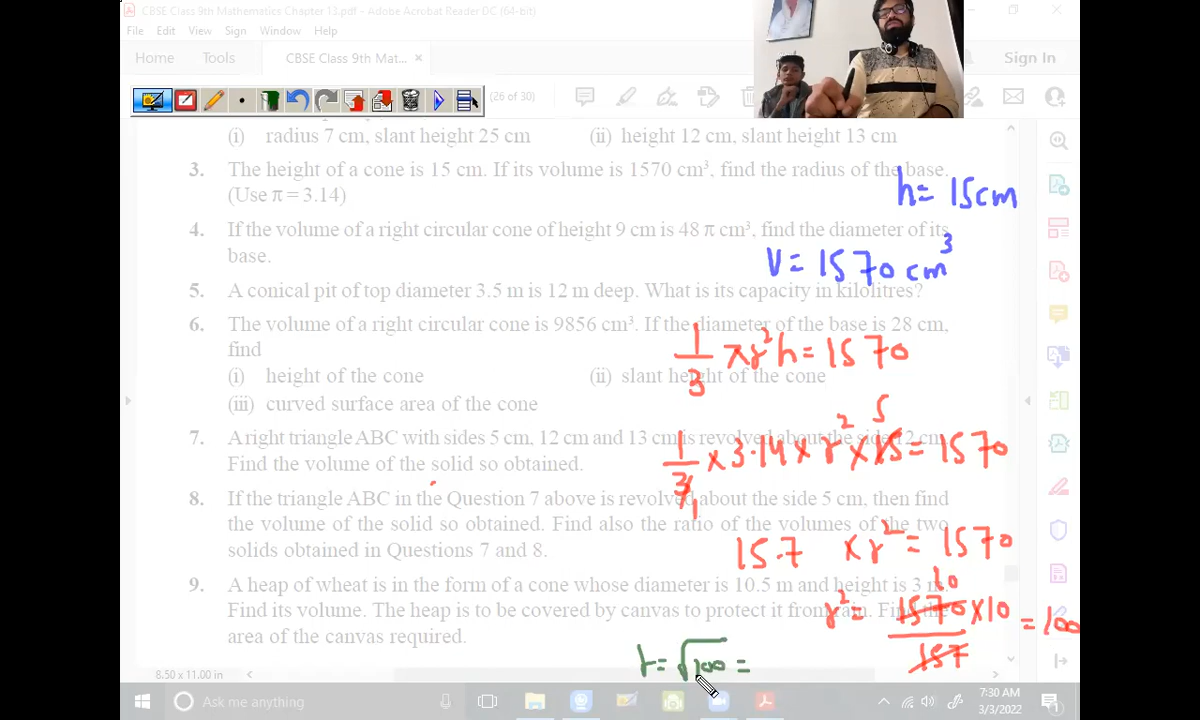 CBSE Class 9th Mathematics Chapter 13.pdf - Adobe Acrobat Reader DC (64-bit)
File Edit View Sign Window Help
Home Tools CBSE Class 9th Mat... × Sign In
(26 of 30)
(i) radius 7 cm, slant height 25 cm (ii) height 12 cm, slant height 13 cm
3. The height of a cone is 15 cm. If its volume is 1570 cm³, find the radius of the base.
(Use π = 3.14)
h= 15cm
4. If the volume of a right circular cone of height 9 cm is 48 π cm³, find the diameter of its
base.
V= 1570 cm³
5. A conical pit of top diameter 3.5 m is 12 m deep. What is its capacity in kilolitres?
6. The volume of a right circular cone is 9856 cm³. If the diameter of the base is 28 cm,
find
1/3 πr²h = 1570
(i) height of the cone (ii) slant height of the cone
(iii) curved surface area of the cone
5
7. A right triangle ABC with sides 5 cm, 12 cm and 13 cm is revolved about the side 12 cm.
Find the volume of the solid so obtained.
1/3 × 3.14 × r² × 15 = 1570
1
8. If the triangle ABC in the Question 7 above is revolved about the side 5 cm, then find
the volume of the solid so obtained. Find also the ratio of the volumes of the two
solids obtained in Questions 7 and 8.
15.7 × r² = 1570
9. A heap of wheat is in the form of a cone whose diameter is 10.5 m and height is 3 m.
Find its volume. The heap is to be covered by canvas to protect it from rain. Find the
area of the canvas required.
10
r² = 1570 × 10 / 157 = 100
r = √100 =
8.50 x 11.00 in
Ask me anything
7:30 AM
3/3/2022
1